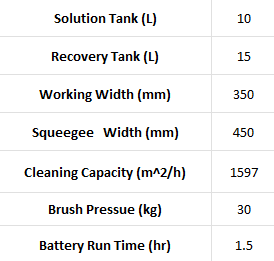 Solution Tank (L) 10
Recovery Tank (L) 15
Working Width (mm) 350
Squeegee Width (mm) 450
Cleaning Capacity (m^2/h) 1597
Brush Pressue (kg) 30
Battery Run Time (hr) 1.5